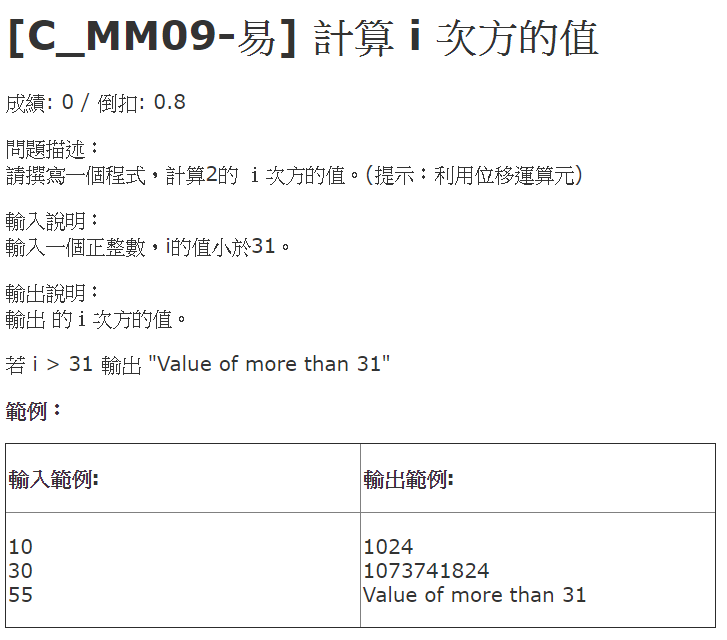 [C_MM09-易] 計算 i 次方的值
成績: 0 / 倒扣: 0.8
問題描述：
請撰寫一個程式，計算2的 i 次方的值。(提示：利用位移運算元)
輸入說明：
輸入一個正整數，i的值小於31。
輸出說明：
輸出 的 i 次方的值。
若 i > 31 輸出 "Value of more than 31"
範例：
輸入範例:
輸出範例:
10
30
55
1024
1073741824
Value of more than 31